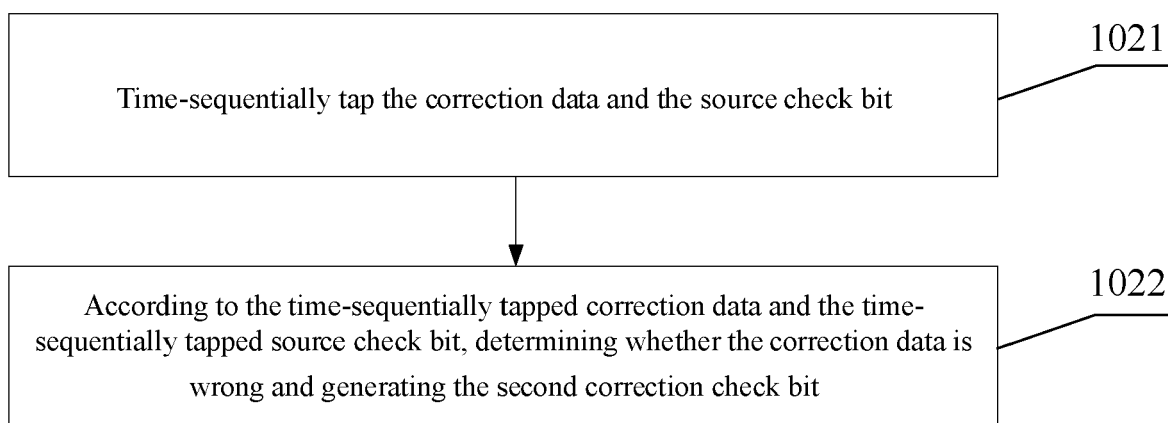 1021
Time-sequentially tap the correction data and the source check bit
1022
According to the time-sequentially tapped correction data and the time-
sequentially tapped source check bit, determining whether the correction data is
wrong and generating the second correction check bit